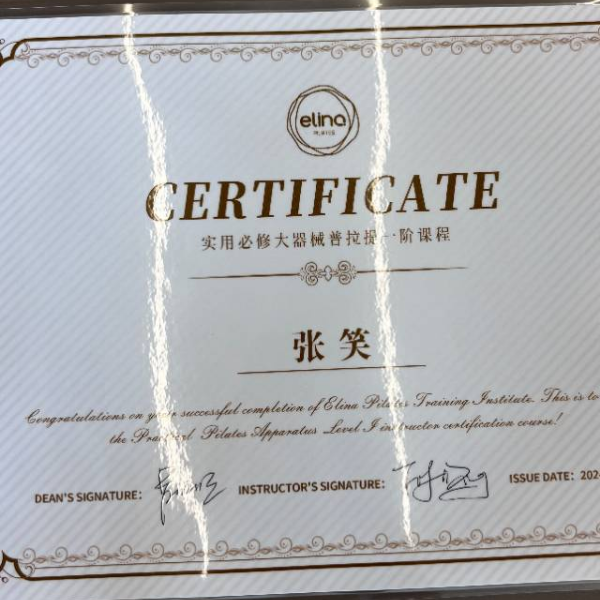 elina
CERTIFICATE
实用必修大器械普拉提一阶课程
张笑
Congratulations on your successful completion of Elina Pilates Training Institute. This is to
the Practical Pilates Apparatus Level I instructor certification course!
DEAN'S SIGNATURE: INSTRUCTOR'S SIGNATURE: ISSUE DATE: 202